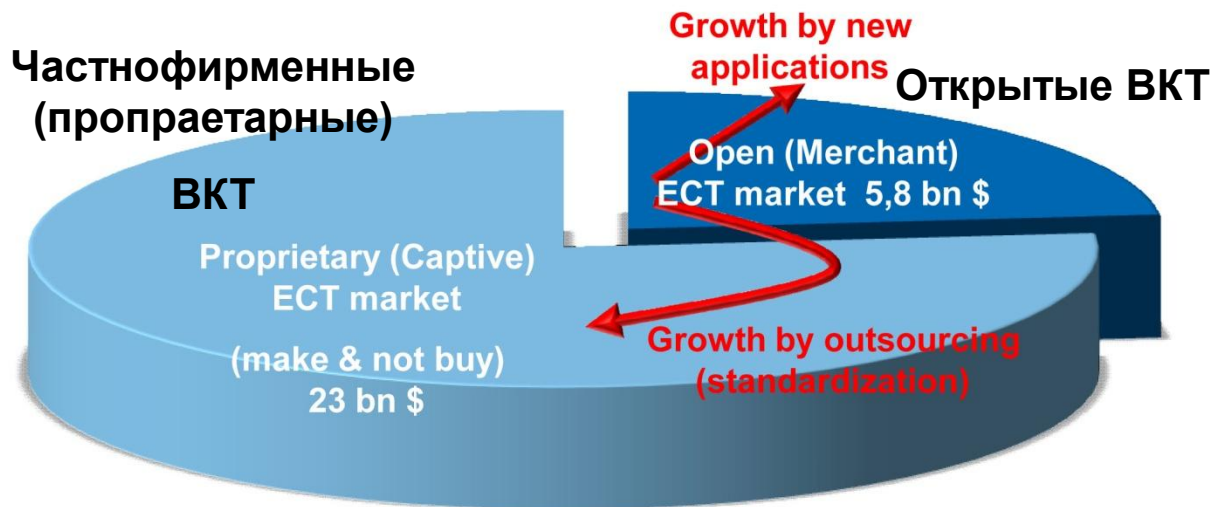 Частнофирменные
(пропраетарные)
ВКТ
Growth by new
applications
Открытые ВКТ
Open (Merchant)
ECT market 5,8 bn $
Proprietary (Captive)
ECT market
(make & not buy)
23 bn $
Growth by outsourcing
(standardization)